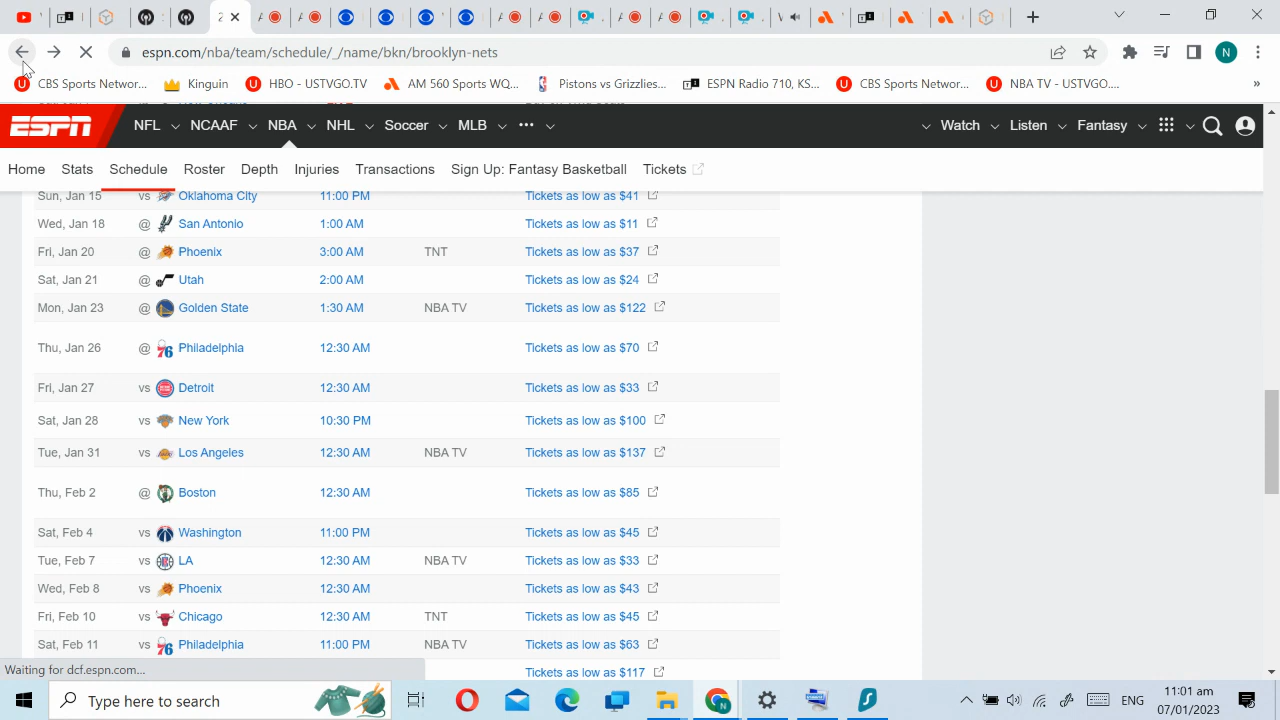 2
espn.com/nba/team/schedule/_/name/bkn/brooklyn-nets
N
CBS Sports Networ...
Kinguin
HBO - USTVGO.TV
AM 560 Sports WQ...
Pistons vs Grizzlies...
ESPN Radio 710, KS...
CBS Sports Networ...
NBA TV - USTVGO....
»
ESPN
NFL
NCAAF
NBA
NHL
Soccer
MLB
Watch
Listen
Fantasy
Home
Stats
Schedule
Roster
Depth
Injuries
Transactions
Sign Up: Fantasy Basketball
Tickets
Sun, Jan 15 vs Oklahoma City 11:00 PM Tickets as low as $41
Wed, Jan 18 @ San Antonio 1:00 AM Tickets as low as $11
Fri, Jan 20 @ Phoenix 3:00 AM TNT Tickets as low as $37
Sat, Jan 21 @ Utah 2:00 AM Tickets as low as $24
Mon, Jan 23 @ Golden State 1:30 AM NBA TV Tickets as low as $122
Thu, Jan 26 @ Philadelphia 12:30 AM Tickets as low as $70
Fri, Jan 27 vs Detroit 12:30 AM Tickets as low as $33
Sat, Jan 28 vs New York 10:30 PM Tickets as low as $100
Tue, Jan 31 vs Los Angeles 12:30 AM NBA TV Tickets as low as $137
Thu, Feb 2 @ Boston 12:30 AM Tickets as low as $85
Sat, Feb 4 vs Washington 11:00 PM Tickets as low as $45
Tue, Feb 7 vs LA 12:30 AM NBA TV Tickets as low as $33
Wed, Feb 8 vs Phoenix 12:30 AM Tickets as low as $43
Fri, Feb 10 vs Chicago 12:30 AM TNT Tickets as low as $45
Sat, Feb 11 vs Philadelphia 11:00 PM NBA TV Tickets as low as $63
Tickets as low as $117
Waiting for dcf.espn.com...
Type here to search
ENG
11:01 am
07/01/2023